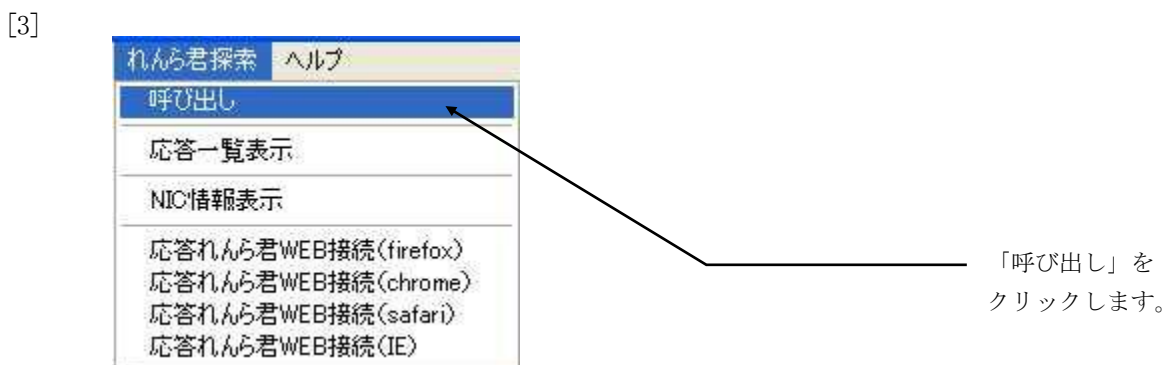 [3]
れんら君探索 ヘルプ
呼び出し
応答一覧表示
NIC情報表示
応答れんら君WEB接続(firefox)
応答れんら君WEB接続(chrome)
応答れんら君WEB接続(safari)
応答れんら君WEB接続(IE)
「呼び出し」を
クリックします。